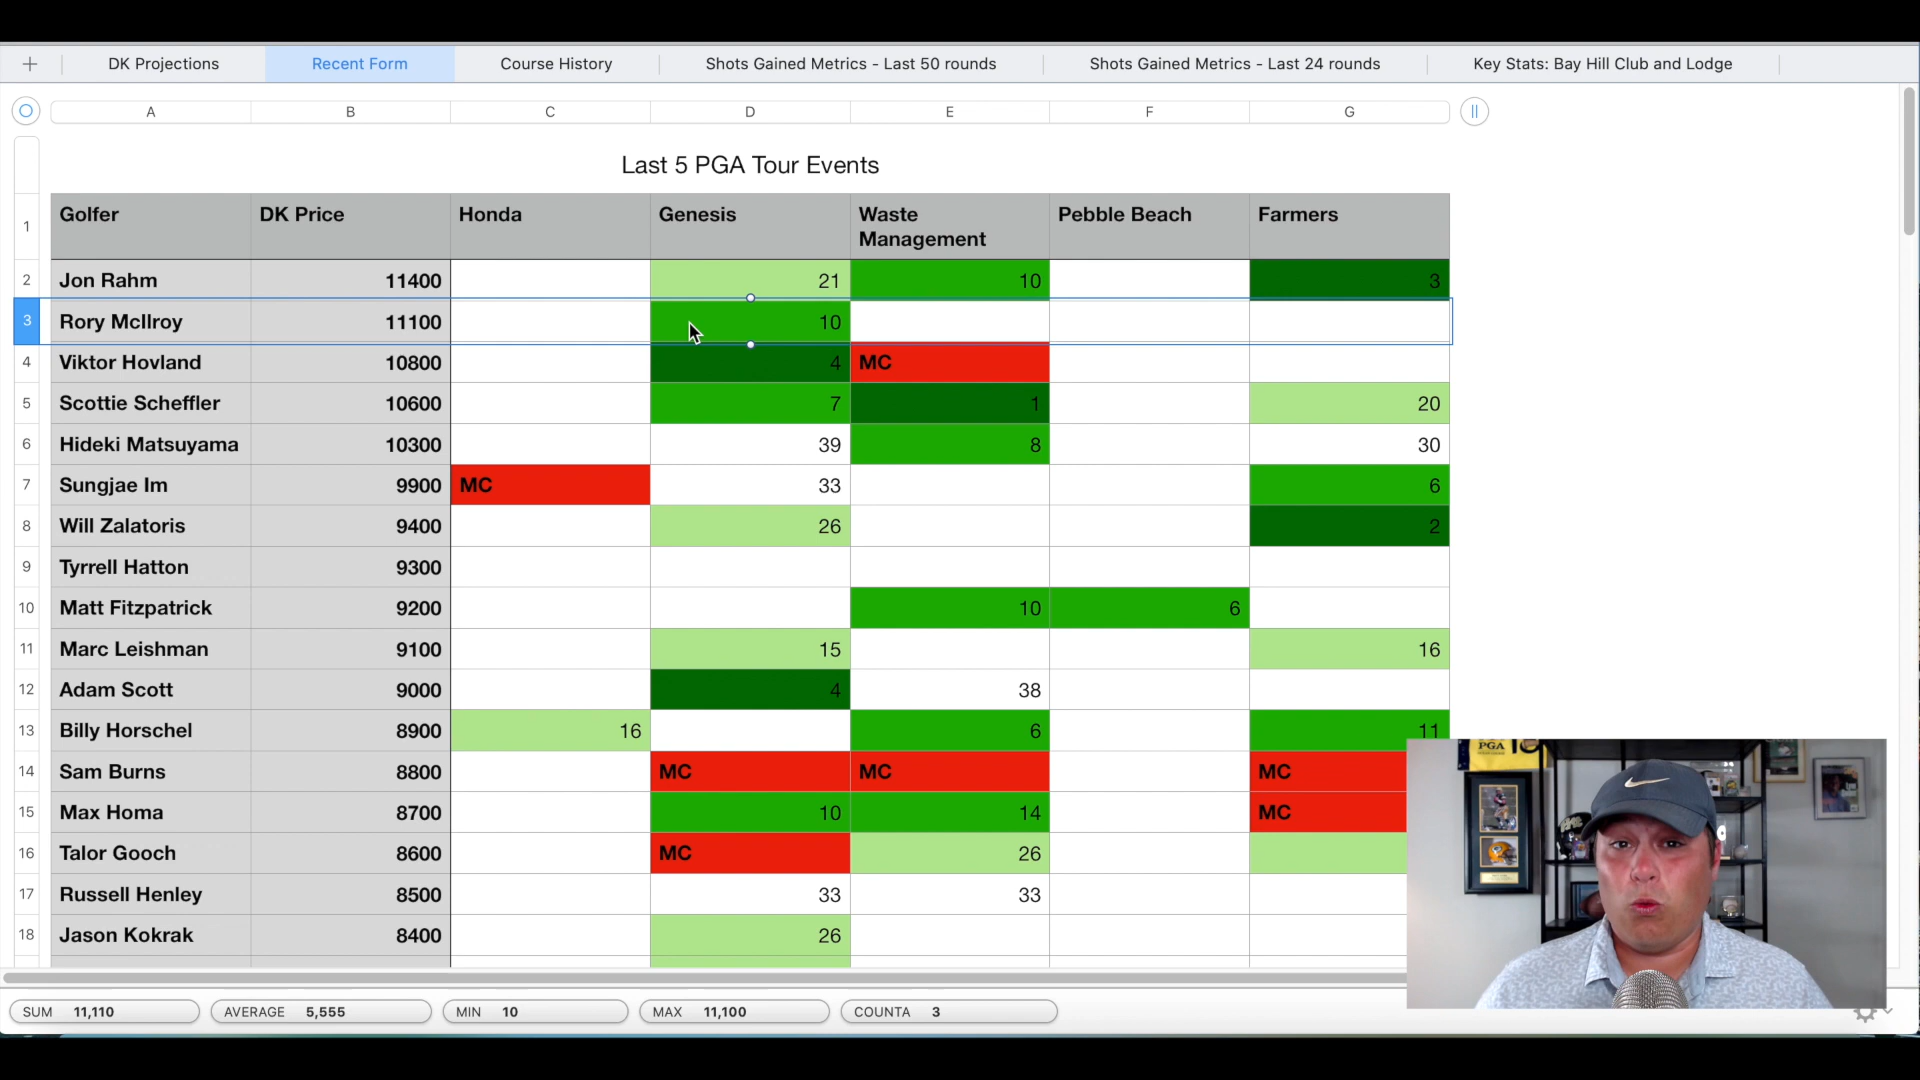 DK Projections Recent Form Course History Shots Gained Metrics - Last 50 rounds Shots Gained Metrics - Last 24 rounds Key Stats: Bay Hill Club and Lodge
A B C D E F G
Last 5 PGA Tour Events
1 Golfer DK Price Honda Genesis Waste Pebble Beach Farmers
Management
2 Jon Rahm 11400 21 10 3
3 Rory McIlroy 11100 10
4 Viktor Hovland 10800 4 MC
5 Scottie Scheffler 10600 7 1 20
6 Hideki Matsuyama 10300 39 8 30
7 Sungjae Im 9900 MC 33 6
8 Will Zalatoris 9400 26 2
9 Tyrrell Hatton 9300
10 Matt Fitzpatrick 9200 10 6
11 Marc Leishman 9100 15 16
12 Adam Scott 9000 4 38
13 Billy Horschel 8900 16 6 11
14 Sam Burns 8800 MC MC MC
15 Max Homa 8700 10 14 MC
16 Talor Gooch 8600 MC 26
17 Russell Henley 8500 33 33
18 Jason Kokrak 8400 26
PGA
SUM 11,110 AVERAGE 5,555 MIN 10 MAX 11,100 COUNTA 3